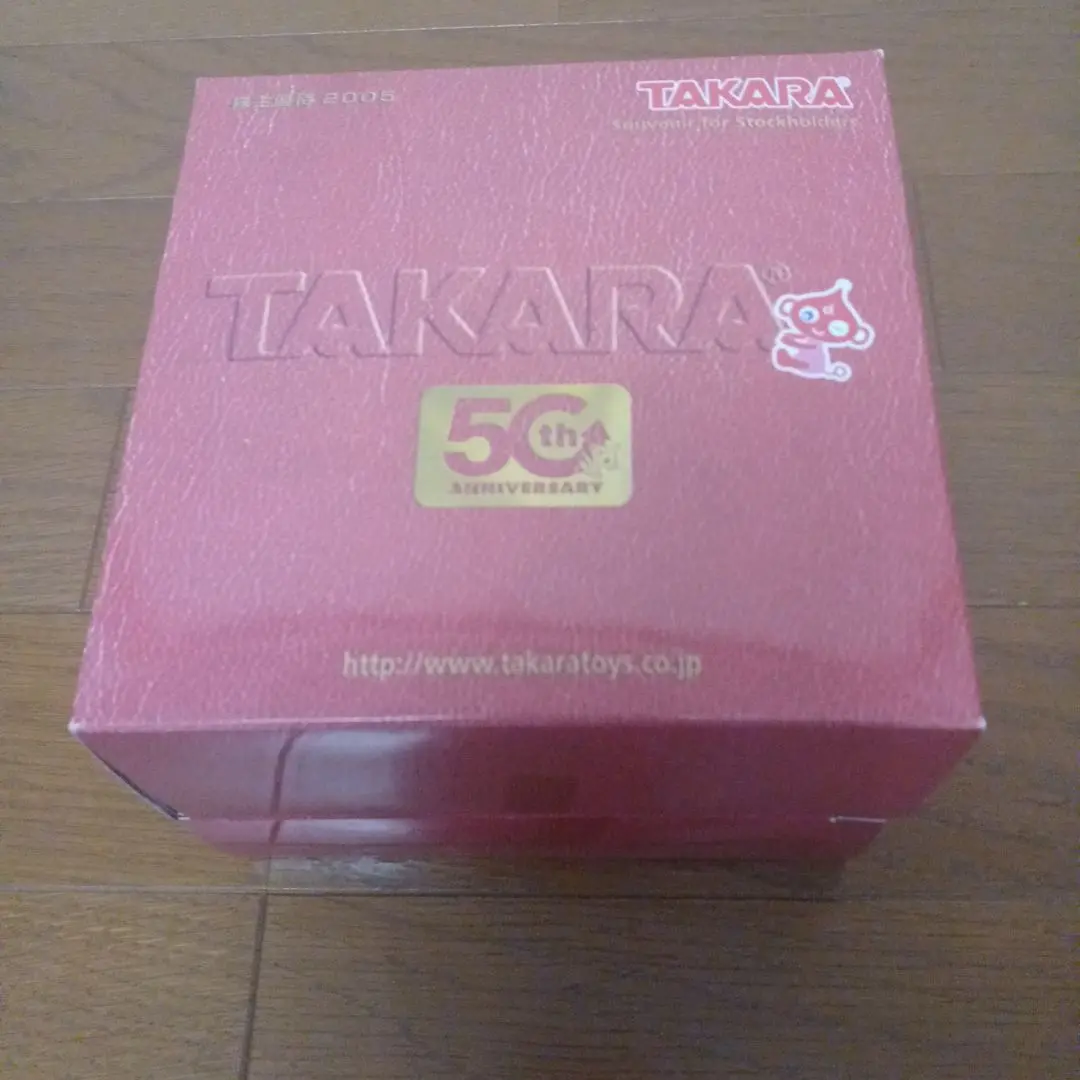 株主優待 2005
TAKARA®
Souvenir for Stockholders
TAKARA®
50th
ANNIVERSARY
http://www.takaratoys.co.jp